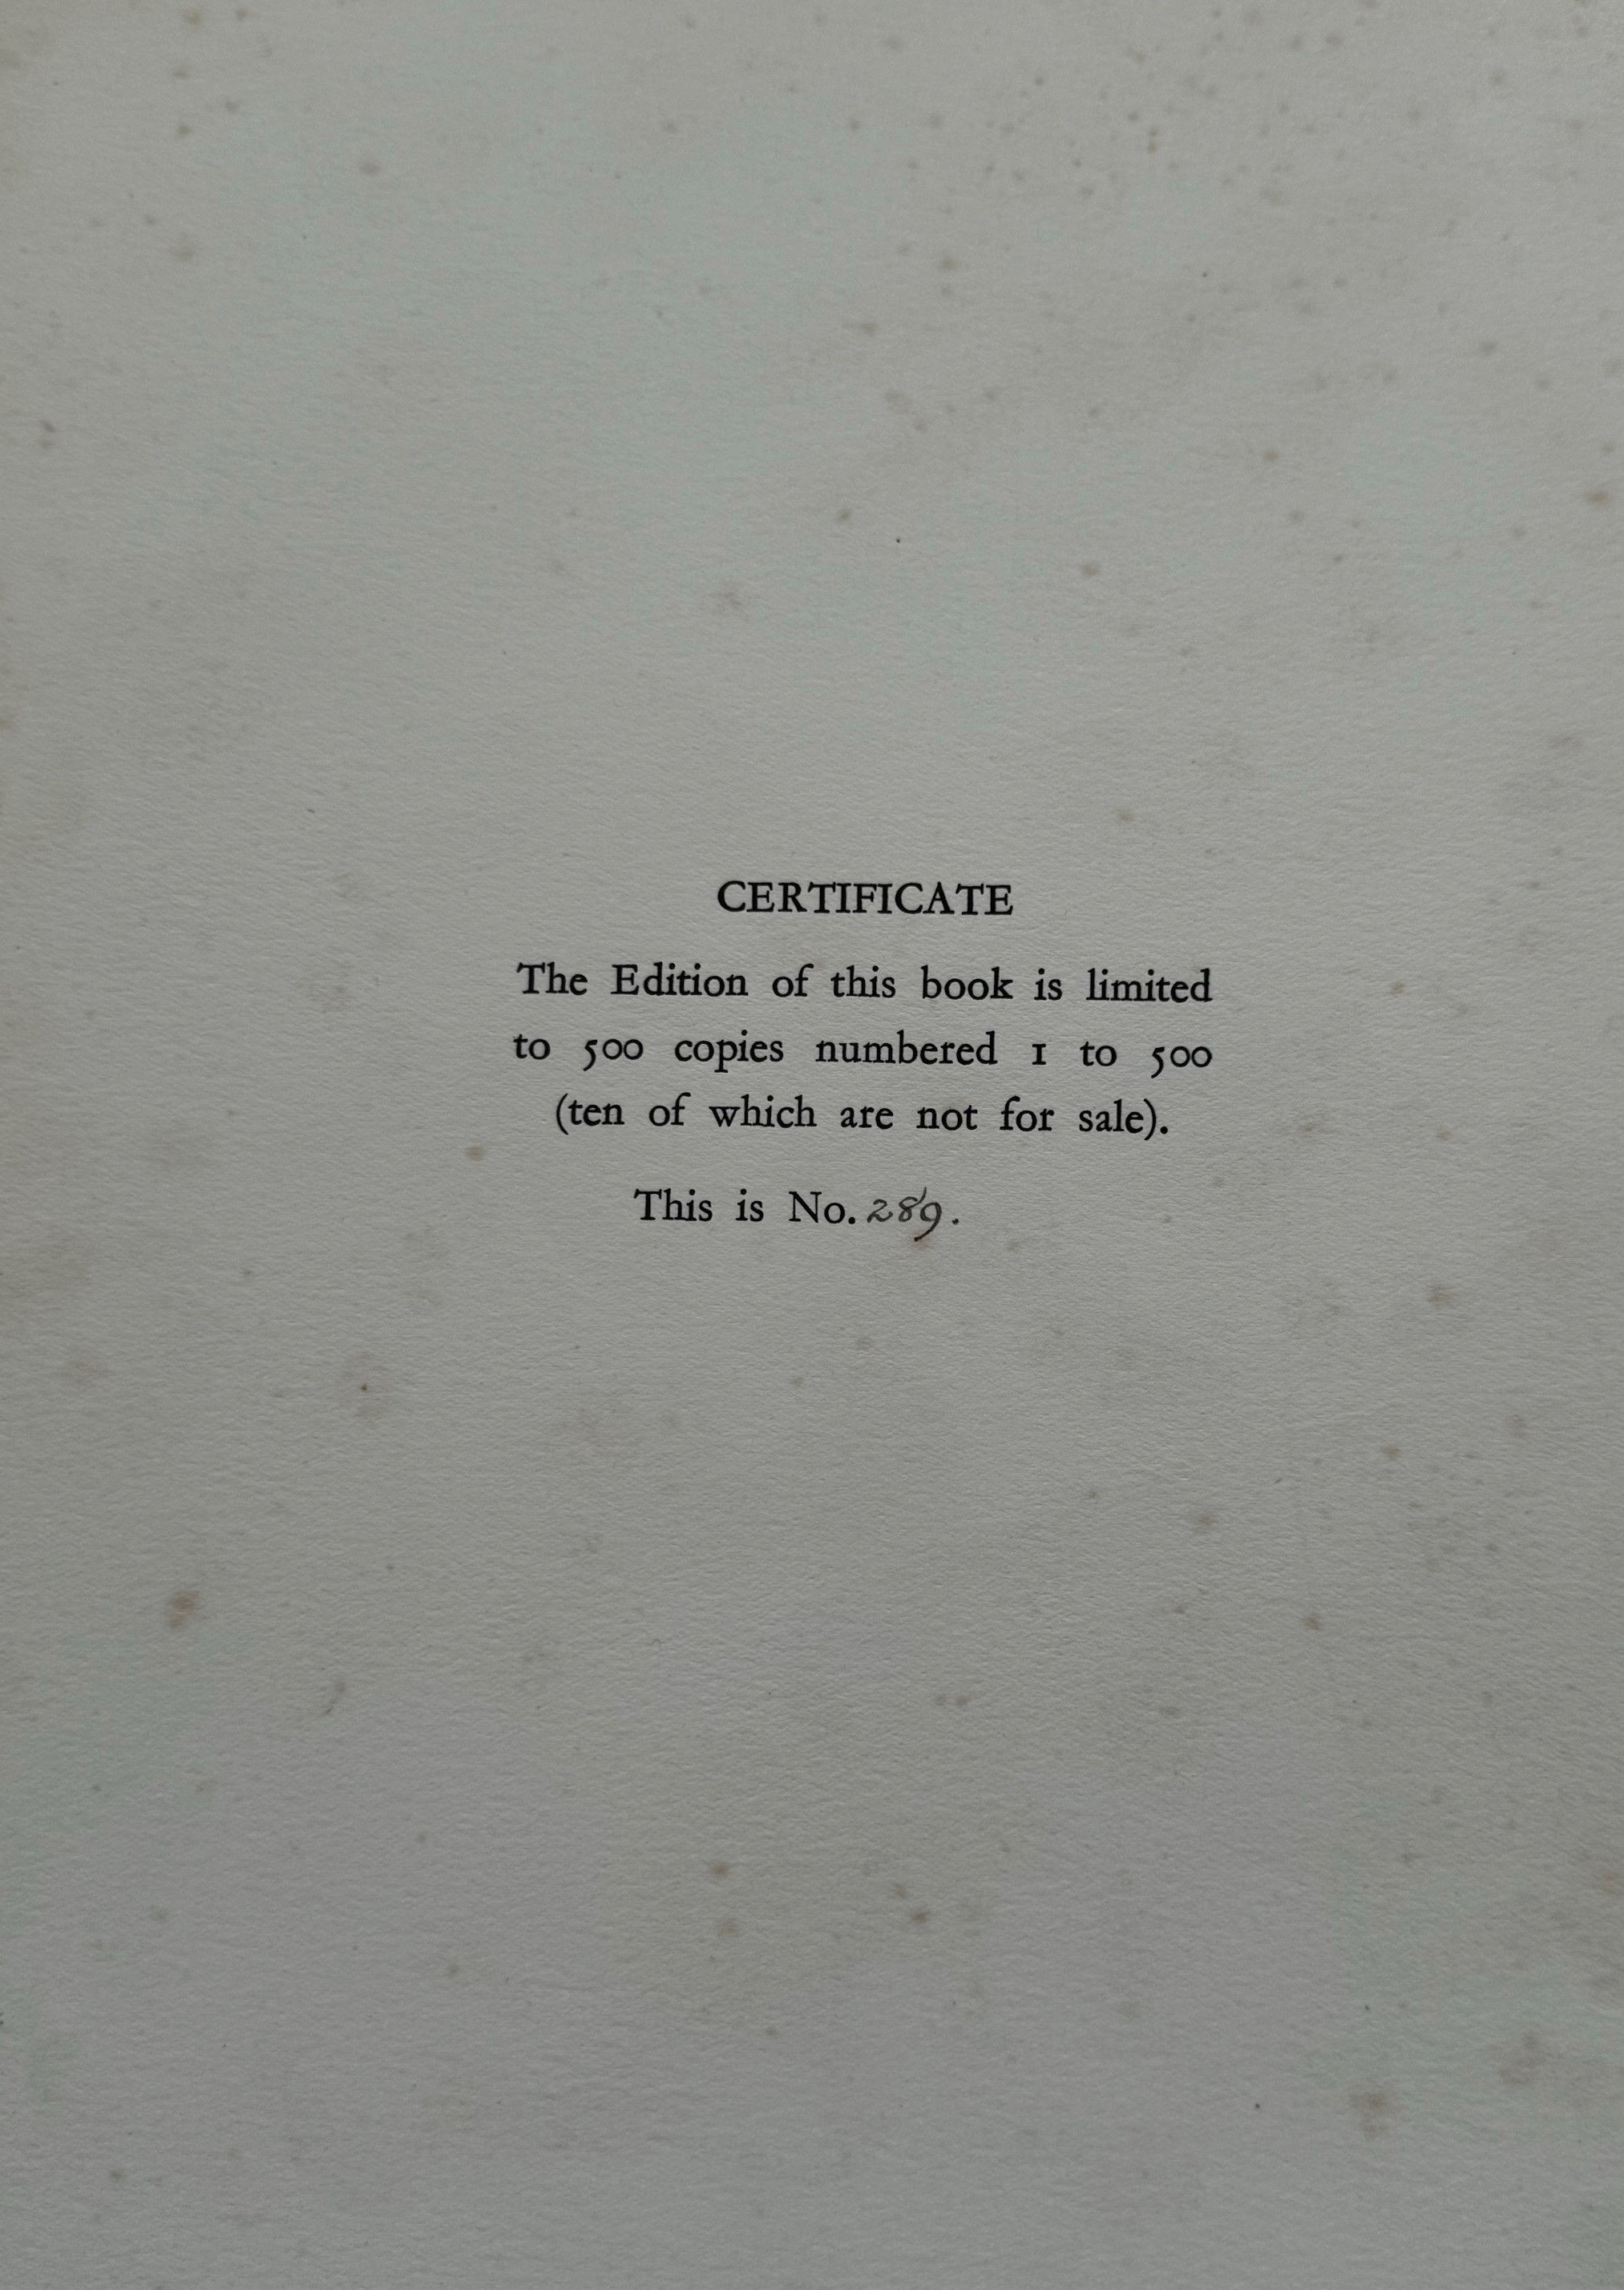 CERTIFICATE
The Edition of this book is limited
to 500 copies numbered 1 to 500
(ten of which are not for sale).
This is No. 289.